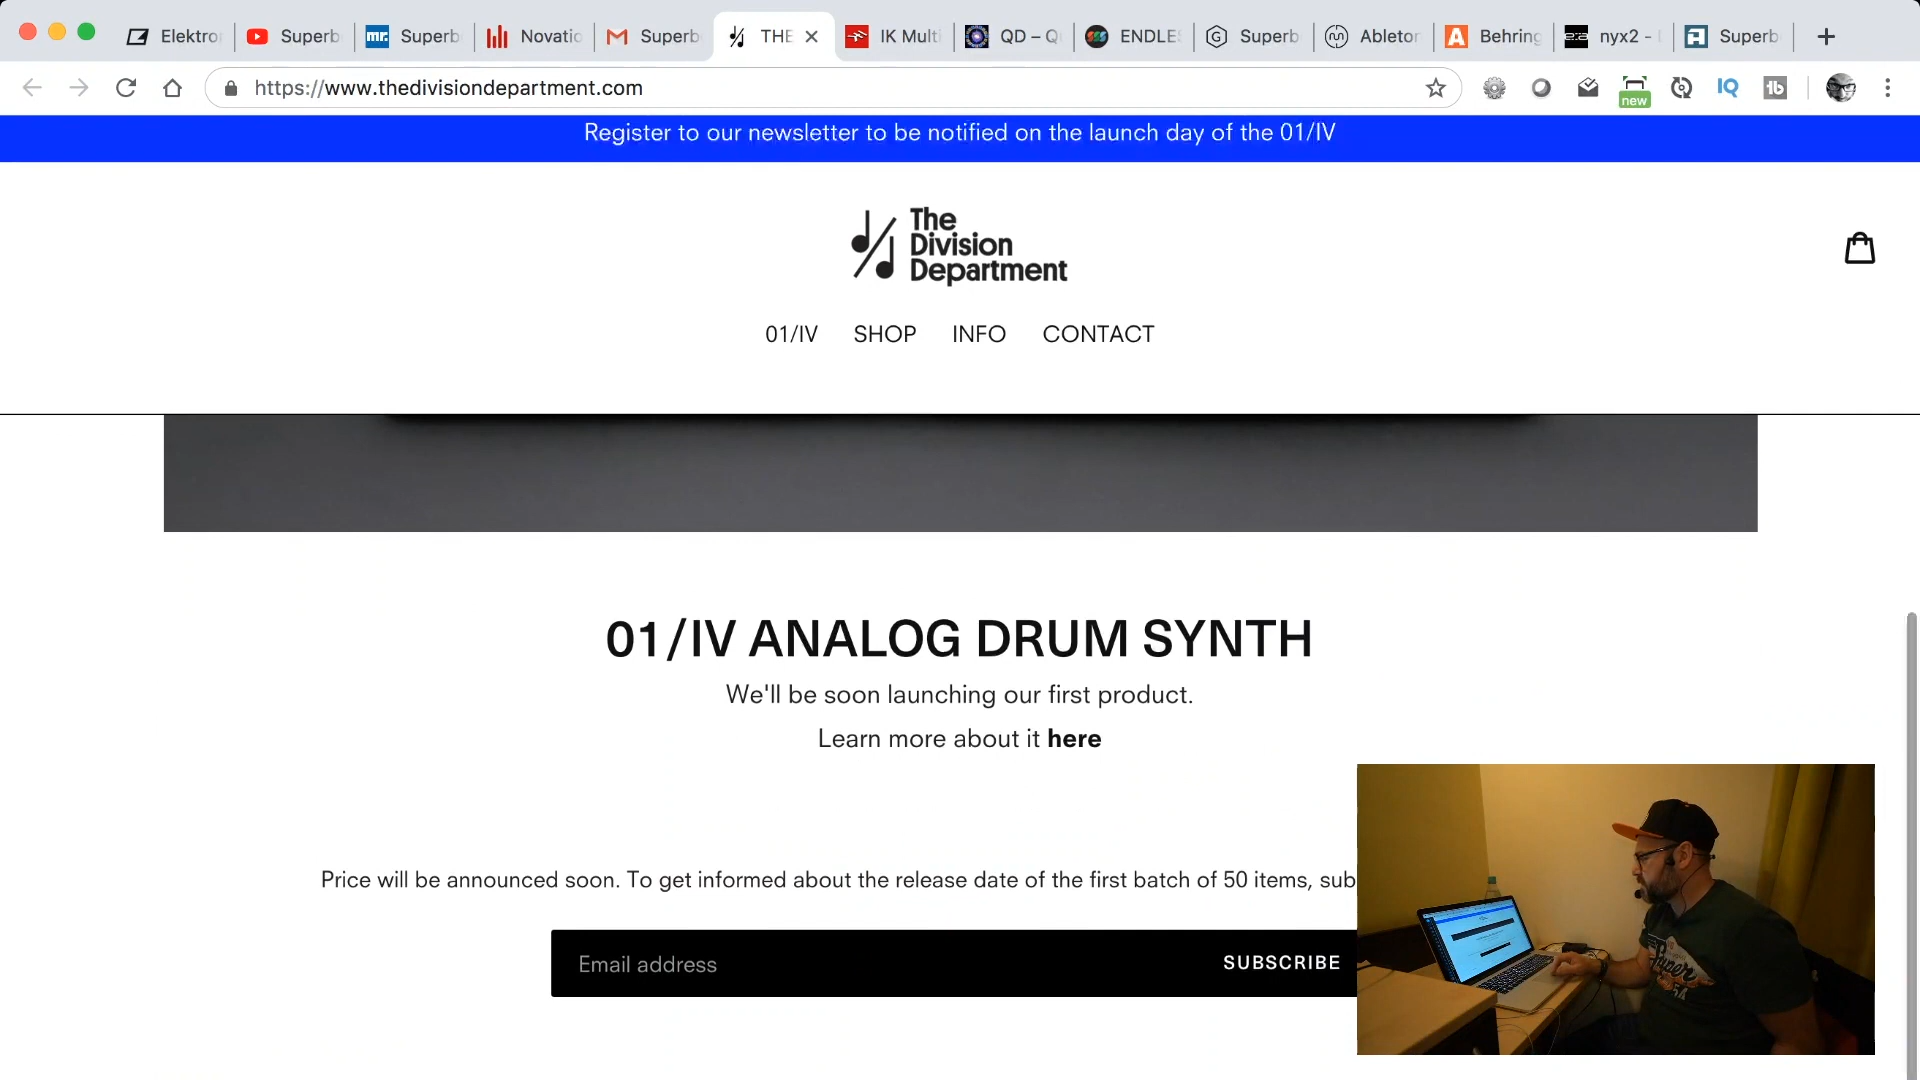 Elektro
Superb
mr.
Superb
Novatio
Superb
THE
IK Multi
QD – Q
ENDLES
Superb
Abletor
A
Behring
e:a
nyx2 -
Superb
https://www.thedivisiondepartment.com
new
IQ
Register to our newsletter to be notified on the launch day of the 01/IV
The
Division
Department
01/IV SHOP INFO CONTACT
01/IV ANALOG DRUM SYNTH
We'll be soon launching our first product.
Learn more about it here
Price will be announced soon. To get informed about the release date of the first batch of 50 items, sub
Email address SUBSCRIBE
Super